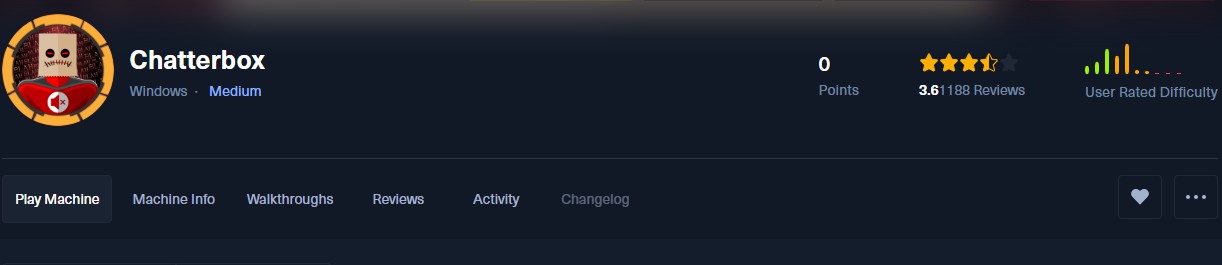 Chatterbox
Windows · Medium
0
Points
3.61188 Reviews
User Rated Difficulty
Play Machine
Machine Info
Walkthroughs
Reviews
Activity
Changelog